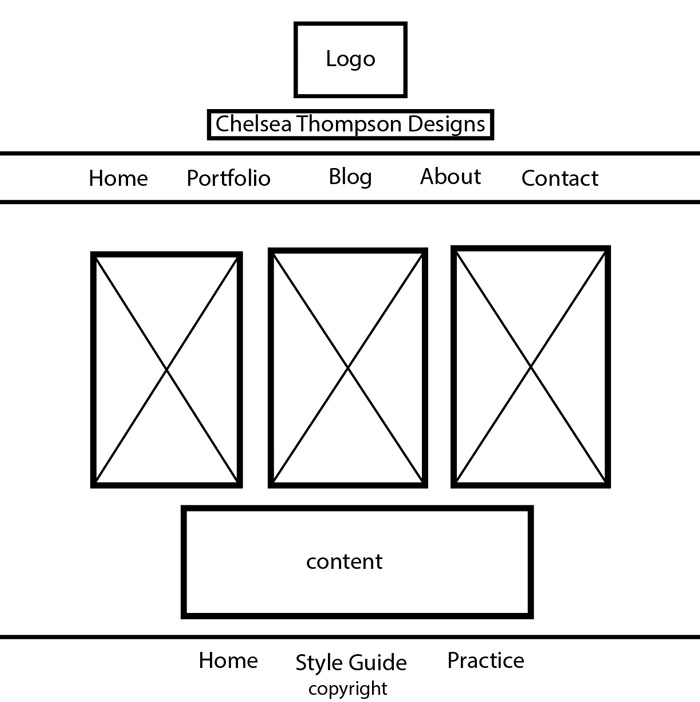 Logo
Chelsea Thompson Designs
Home Portfolio Blog About Contact
content
Home Style Guide Practice
copyright